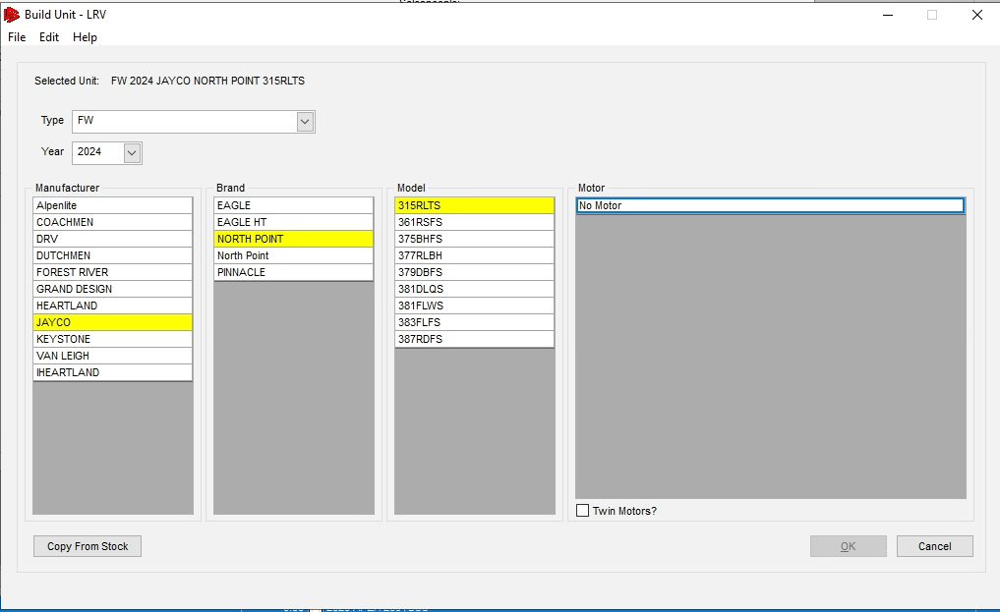 Build Unit - LRV
File Edit Help
Selected Unit: FW 2024 JAYCO NORTH POINT 315RLTS
Type FW
Year 2024
Manufacturer
Alpenlite
COACHMEN
DRV
DUTCHMEN
FOREST RIVER
GRAND DESIGN
HEARTLAND
JAYCO
KEYSTONE
VAN LEIGH
IHEARTLAND
Brand
EAGLE
EAGLE HT
NORTH POINT
North Point
PINNACLE
Model
315RLTS
361RSFS
375BHFS
377RLBH
379DBFS
381DLQS
381FLWS
383FLFS
387RDFS
Motor
No Motor
Twin Motors?
Copy From Stock
OK
Cancel